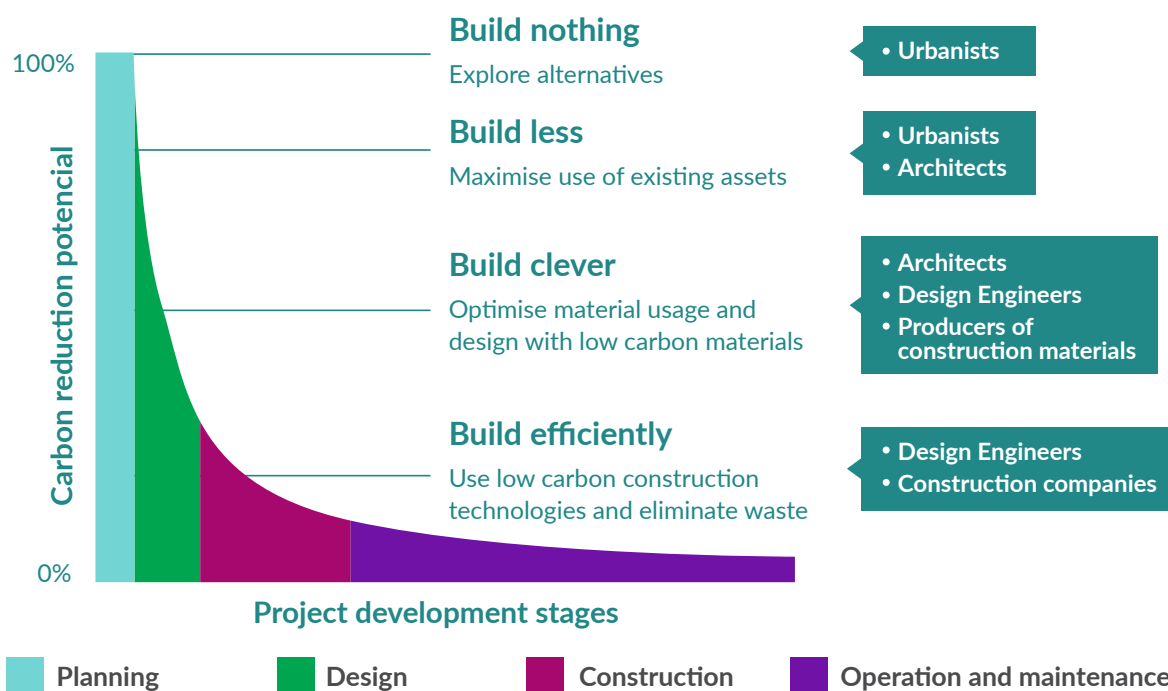 Build nothing
Explore alternatives
• Urbanists
100%
Build less
Maximise use of existing assets
• Urbanists
• Architects
Carbon reduction potencial
Build clever
Optimise material usage and
design with low carbon materials
• Architects
• Design Engineers
• Producers of
construction materials
Build efficiently
Use low carbon construction
technologies and eliminate waste
• Design Engineers
• Construction companies
0%
Project development stages
Planning
Design
Construction
Operation and maintenance